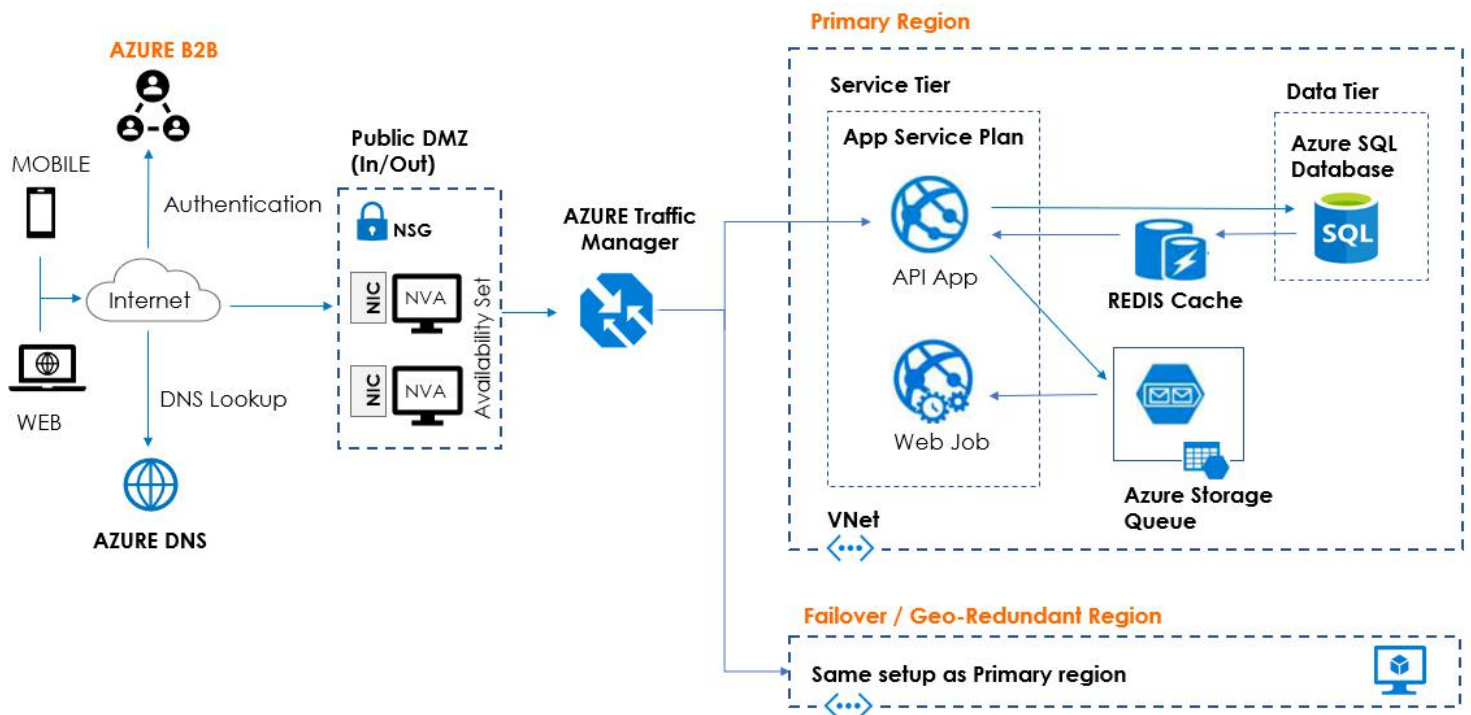 AZURE B2B
MOBILE
Authentication
Internet
WEB
DNS Lookup
AZURE DNS
Public DMZ
(In/Out)
NSG
NIC
NVA
NIC
NVA
Availability Set
AZURE Traffic
Manager
Primary Region
Service Tier
App Service Plan
API App
Web Job
VNet
REDIS Cache
Data Tier
Azure SQL
Database
SQL
Azure Storage
Queue
Failover / Geo-Redundant Region
Same setup as Primary region